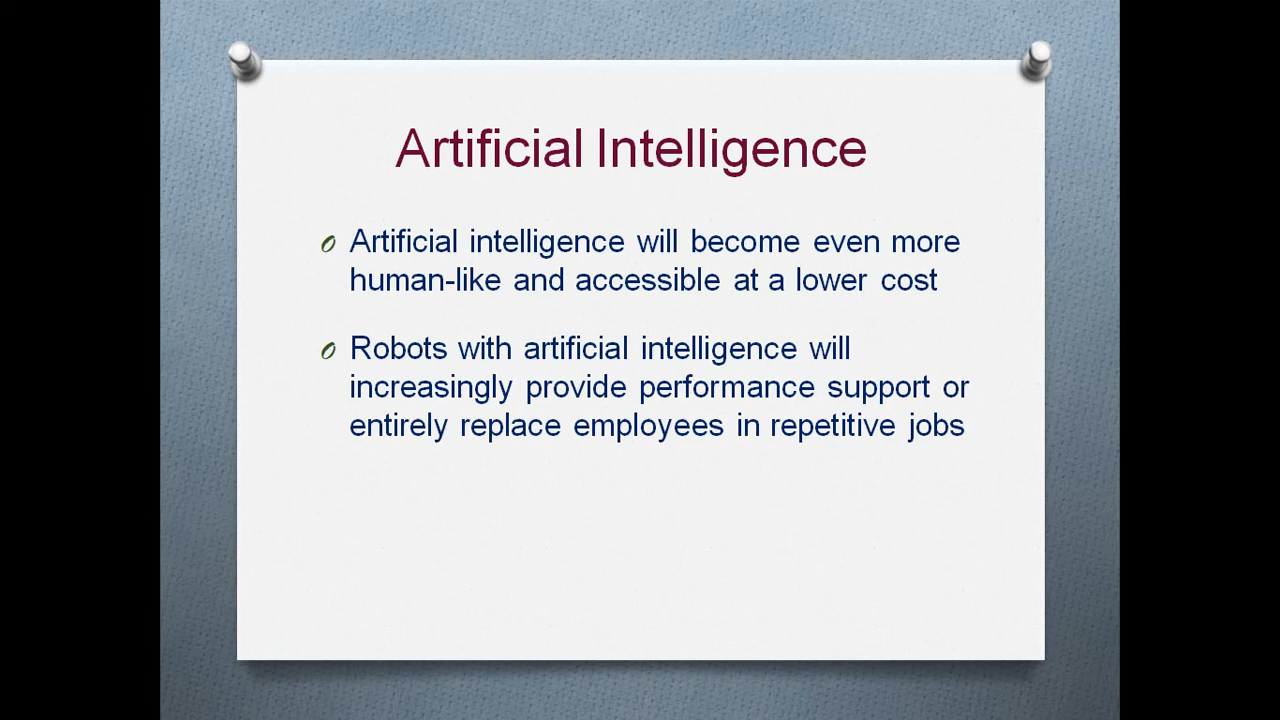 Artificial Intelligence
Artificial intelligence will become even more
human-like and accessible at a lower cost
Robots with artificial intelligence will
increasingly provide performance support or
entirely replace employees in repetitive jobs